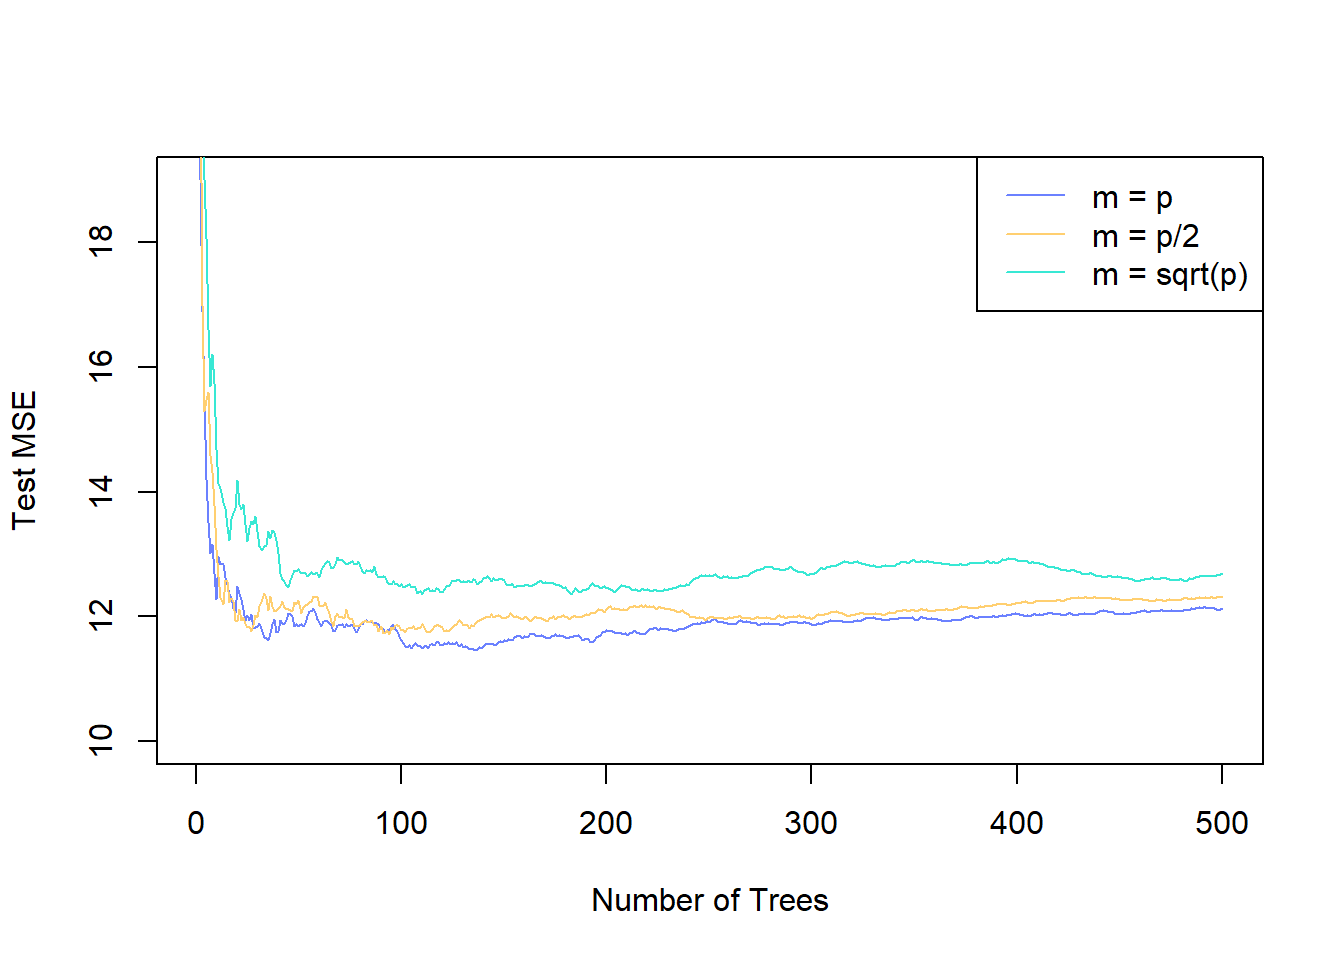 m = p
m = p/2
m = sqrt(p)
Test MSE
18
16
14
12
10
0 100 200 300 400 500
Number of Trees